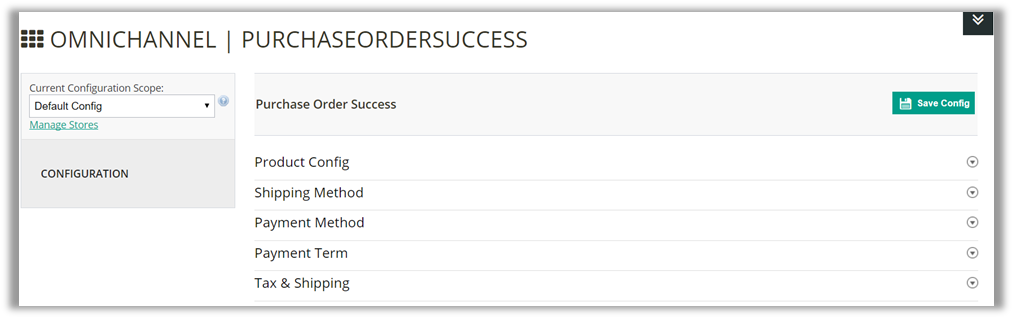 OMNICHANNEL | PURCHASEORDERSUCCESS
Current Configuration Scope:
Default Config
Manage Stores
CONFIGURATION
Purchase Order Success
Save Config
Product Config
Shipping Method
Payment Method
Payment Term
Tax & Shipping